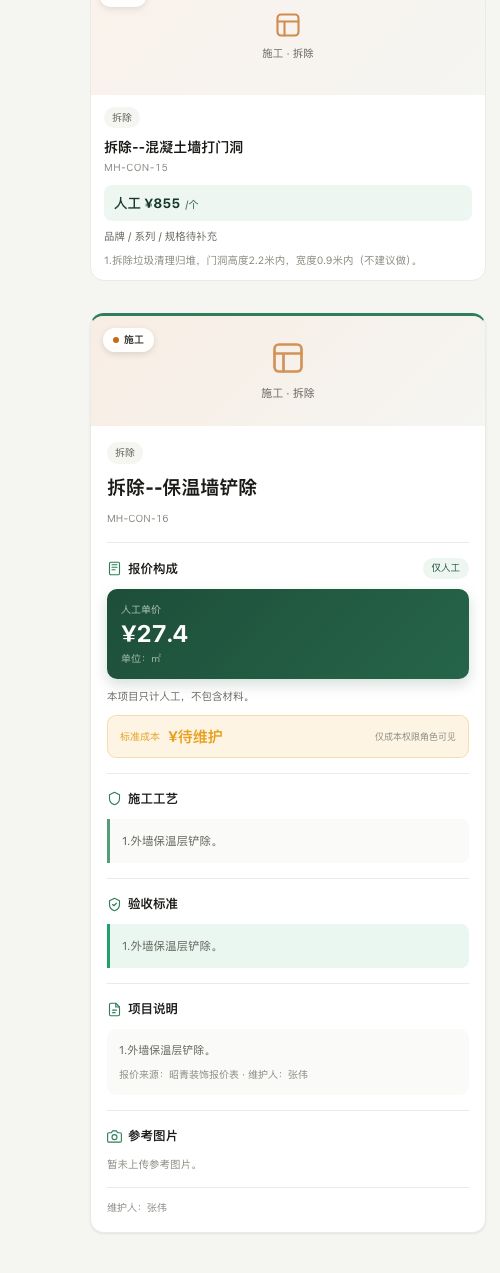 施工 · 拆除
拆除
拆除--混凝土墙打门洞
MH-CON-15
人工 ¥855 /个
品牌 / 系列 / 规格待补充
1.拆除垃圾清理归堆，门洞高度2.2米内，宽度0.9米内（不建议做）。
施工
施工 · 拆除
拆除
拆除--保温墙铲除
MH-CON-16
报价构成
仅人工
人工单价
¥27.4
单位：㎡
本项目只计人工，不包含材料。
标准成本 ¥待维护 仅成本权限角色可见
施工工艺
1.外墙保温层铲除。
验收标准
1.外墙保温层铲除。
项目说明
1.外墙保温层铲除。
报价来源：昭青装饰报价表 · 维护人：张伟
参考图片
暂未上传参考图片。
维护人：张伟